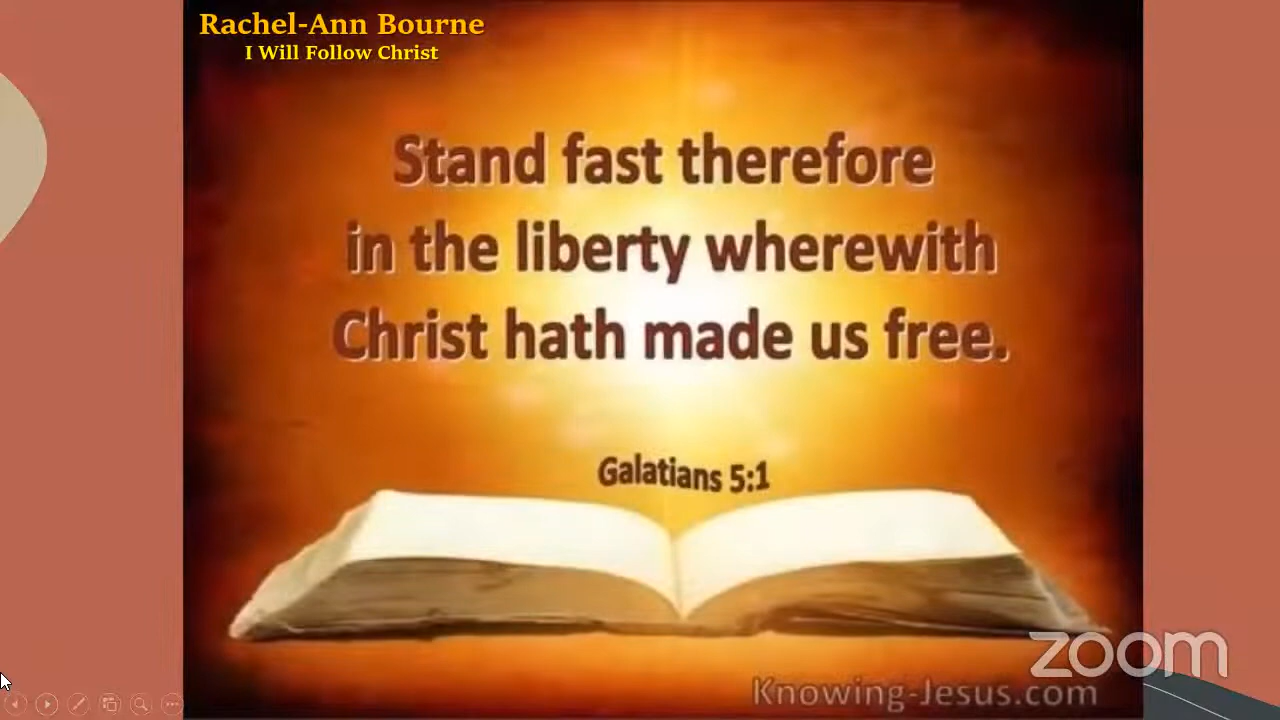 Rachel-Ann Bourne
I Will Follow Christ
Stand fast therefore
in the liberty wherewith
Christ hath made us free.
Galatians 5:1
zoom
Knowing-Jesus.com